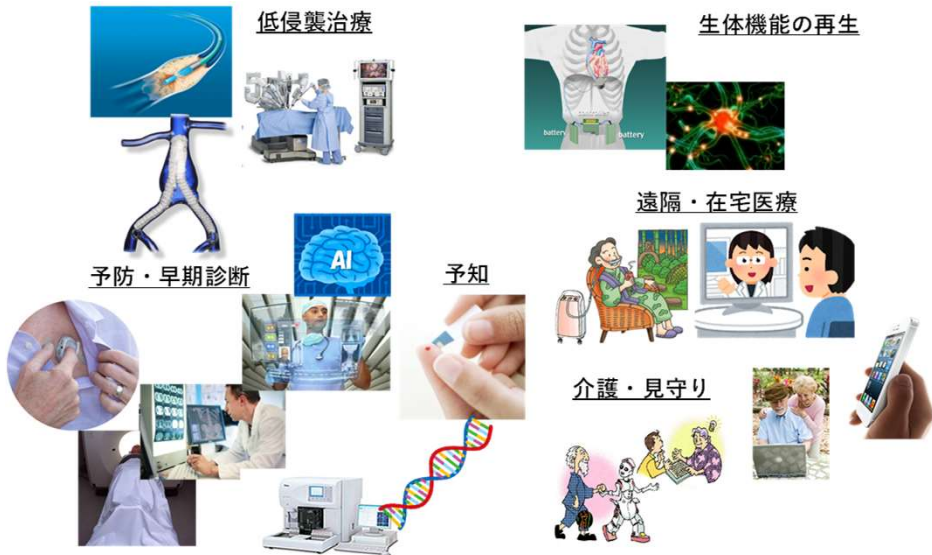 低侵襲治療
生体機能の再生
battery
battery
遠隔・在宅医療
予防・早期診断
AI
予知
介護・見守り